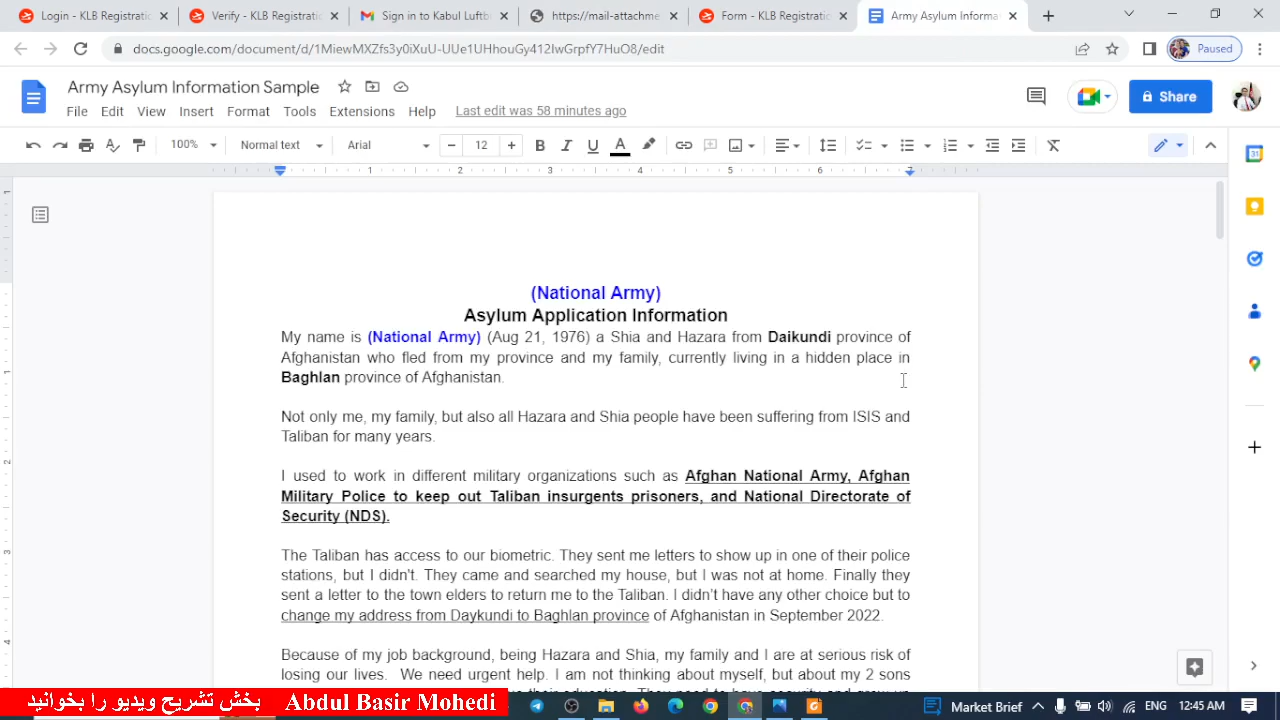 Login - KLB Registrati
Verify - KLB Registrati
Sign in to Kabul Luftb
https://mail-attachme
Form - KLB Registratio
Army Asylum Informa
docs.google.com/document/d/1MiewMXZfs3y0iXuU-UUe1UHhouGy412IwGrpfY7HuO8/edit
Paused
Army Asylum Information Sample
File Edit View Insert Format Tools Extensions Help Last edit was 58 minutes ago
Share
100% Normal text Arial 12
1 2 3 4 5 6 7
(National Army)
Asylum Application Information
My name is (National Army) (Aug 21, 1976) a Shia and Hazara from Daikundi province of
Afghanistan who fled from my province and my family, currently living in a hidden place in
Baghlan province of Afghanistan.
Not only me, my family, but also all Hazara and Shia people have been suffering from ISIS and
Taliban for many years.
I used to work in different military organizations such as Afghan National Army, Afghan
Military Police to keep out Taliban insurgents prisoners, and National Directorate of
Security (NDS).
The Taliban has access to our biometric. They sent me letters to show up in one of their police
stations, but I didn't. They came and searched my house, but I was not at home. Finally they
sent a letter to the town elders to return me to the Taliban. I didn't have any other choice but to
change my address from Daykundi to Baghlan province of Afghanistan in September 2022.
Because of my job background, being Hazara and Shia, my family and I are at serious risk of
losing our lives. We need urgent help. I am not thinking about myself, but about my 2 sons
بخش تشریح ویدیو را بخوانید Abdul Basir Mohedi
Market Brief ENG 12:45 AM